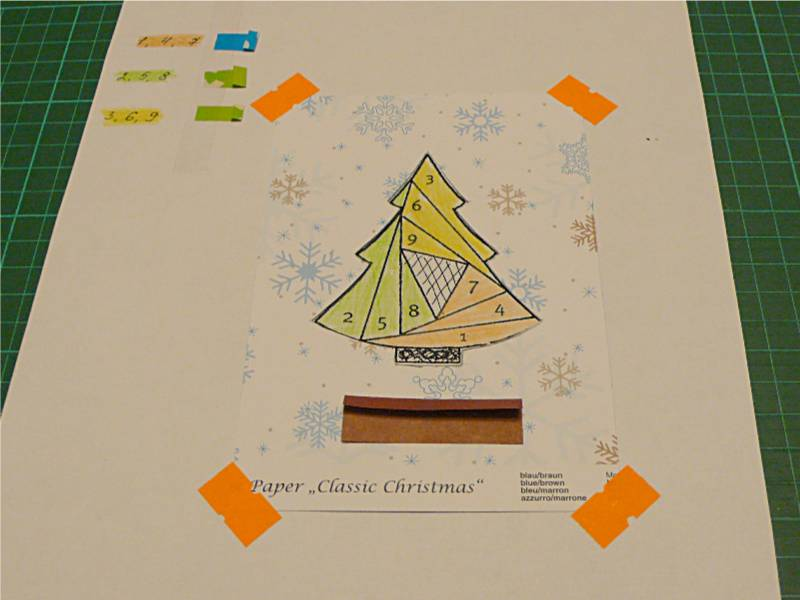 1, 4, 7
2, 5, 8
3, 6, 9
3
6
9
7
4
8
5
2
1
Paper „Classic Christmas“
blau/braun
blue/brown
bleu/marron
azzurro/marrone